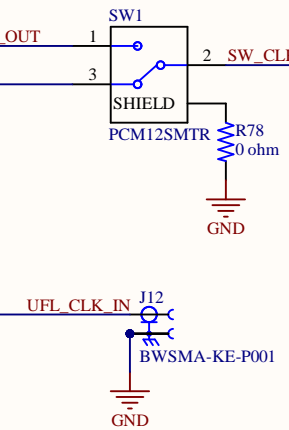 SW1
_OUT
1
2
SW_CL
3
SHIELD
PCM12SMTR
R78
0 ohm
GND
UFL_CLK_IN
J12
BWSMA-KE-P001
GND